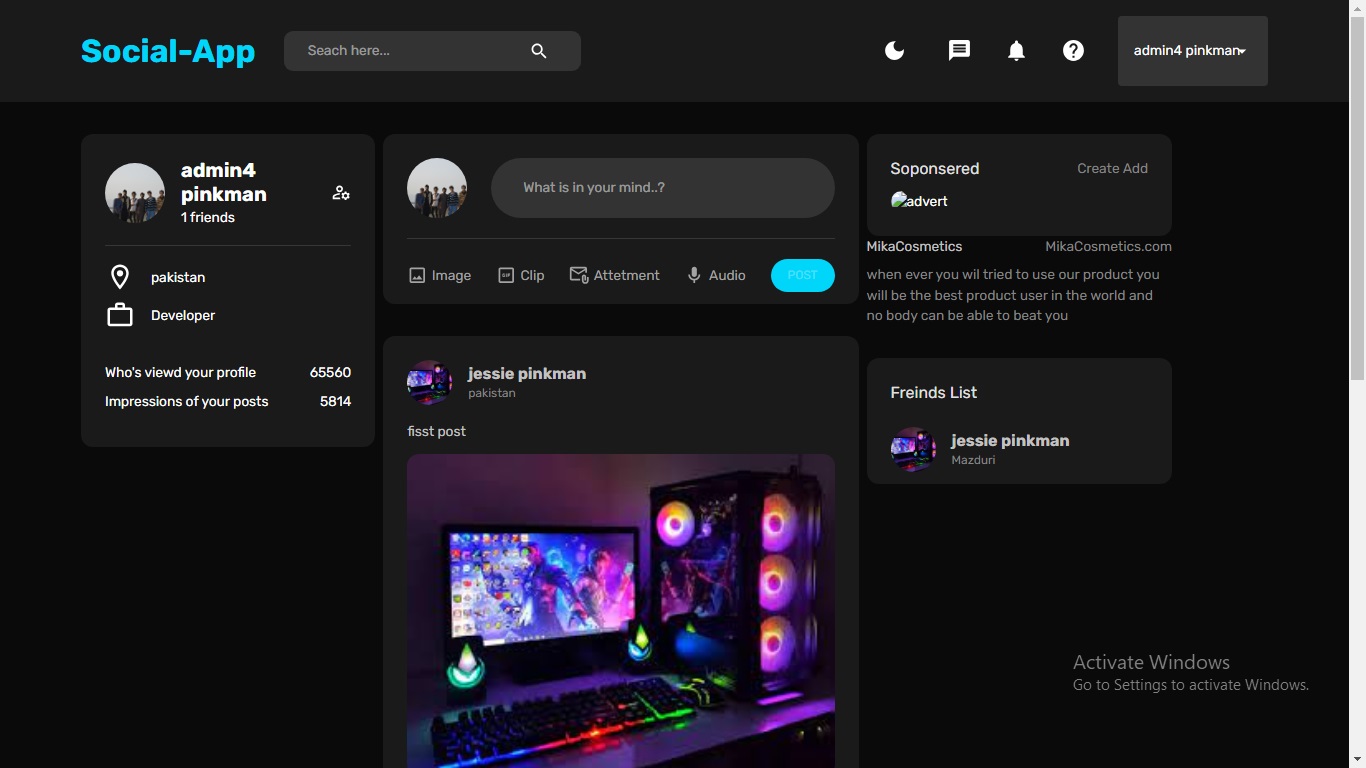 Social-App
Seach here...
admin4 pinkman
admin4
pinkman
1 friends
pakistan
Developer
Who's viewd your profile 65560
Impressions of your posts 5814
What is in your mind..?
Image Clip Attetment Audio POST
jessie pinkman
pakistan
fisst post
Soponsered Create Add
advert
MikaCosmetics MikaCosmetics.com
when ever you wil tried to use our product you
will be the best product user in the world and
no body can be able to beat you
Freinds List
jessie pinkman
Mazduri
Activate Windows
Go to Settings to activate Windows.